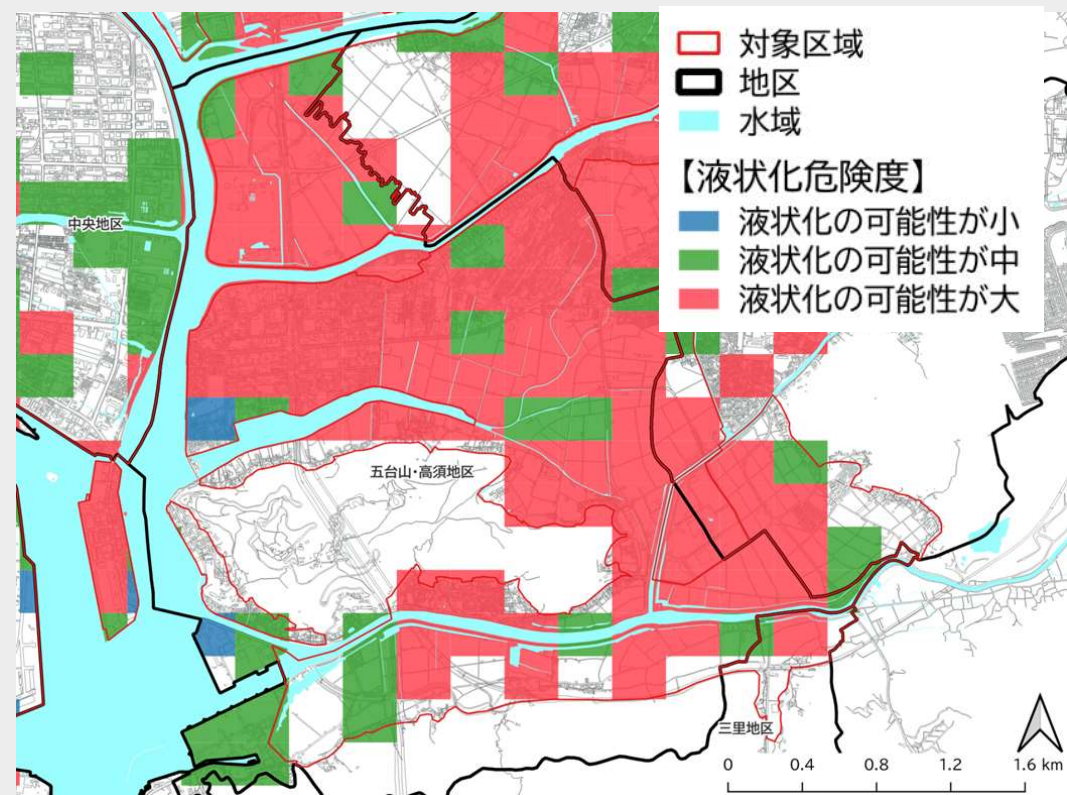 対象区域
地区
水域
【液状化危険度】
液状化の可能性が小
液状化の可能性が中
液状化の可能性が大
中央地区
五台山・高須地区
三里地区
0 0.4 0.8 1.2 1.6 km